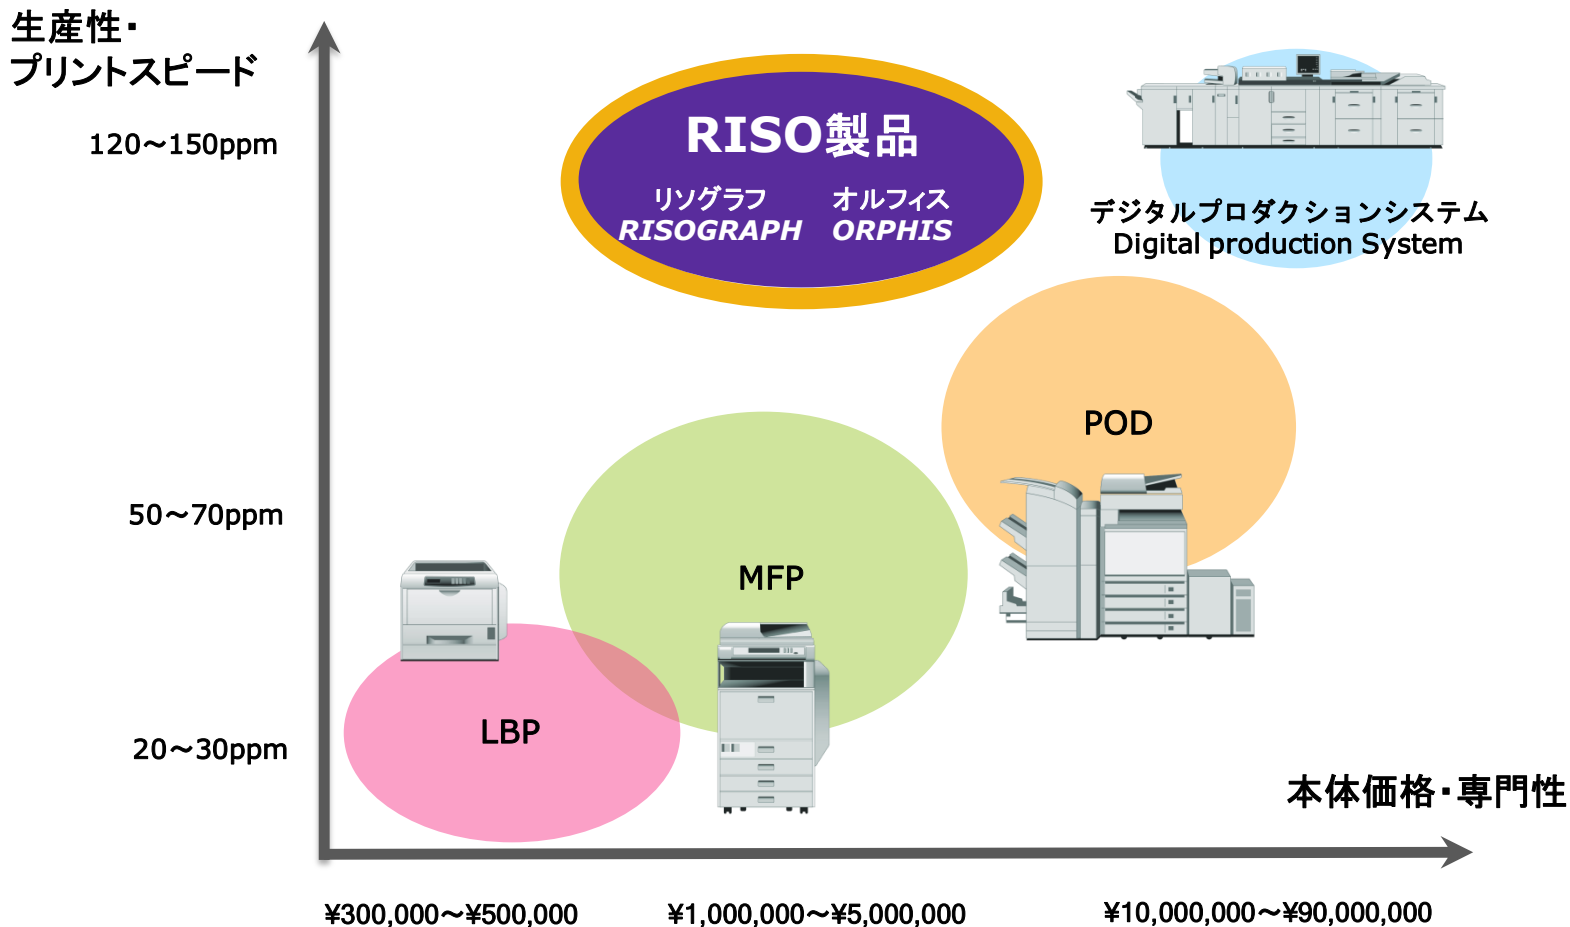 生産性・
プリントスピード
120～150ppm
RISO製品
リソグラフ オルフィス
RISOGRAPH ORPHIS
デジタルプロダクションシステム
Digital production System
POD
50～70ppm
MFP
LBP
20～30ppm
本体価格・専門性
¥300,000～¥500,000 ¥1,000,000～¥5,000,000 ¥10,000,000～¥90,000,000